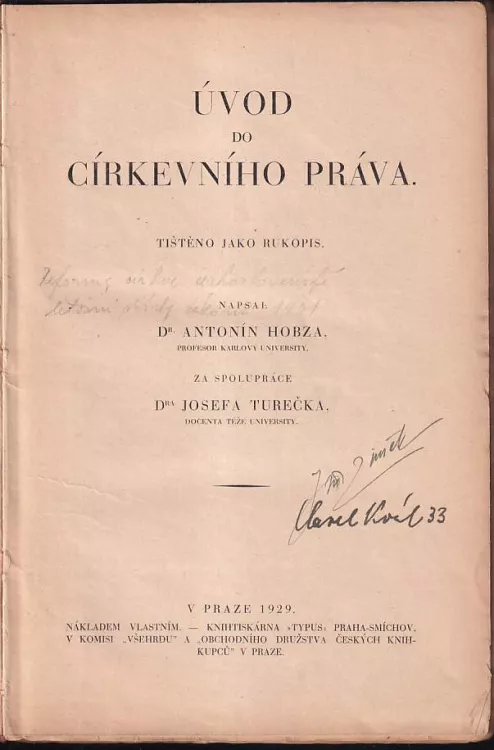 ÚVOD
DO
CÍRKEVNÍHO PRÁVA.
TIŠTĚNO JAKO RUKOPIS.
NAPSAL
DR. ANTONÍN HOBZA,
PROFESOR KARLOVY UNIVERSITY,
ZA SPOLUPRÁCE
DRA JOSEFA TUREČKA,
DOCENTA TÉŽE UNIVERSITY.
33
V PRAZE 1929.
NÁKLADEM VLASTNÍM. — KNIHTISKÁRNA »TYPUS« PRAHA-SMÍCHOV.
V KOMISI „VŠEHRDU" A „OBCHODNÍHO DRUŽSTVA ČESKÝCH KNIH-
KUPCŮ" V PRAZE.